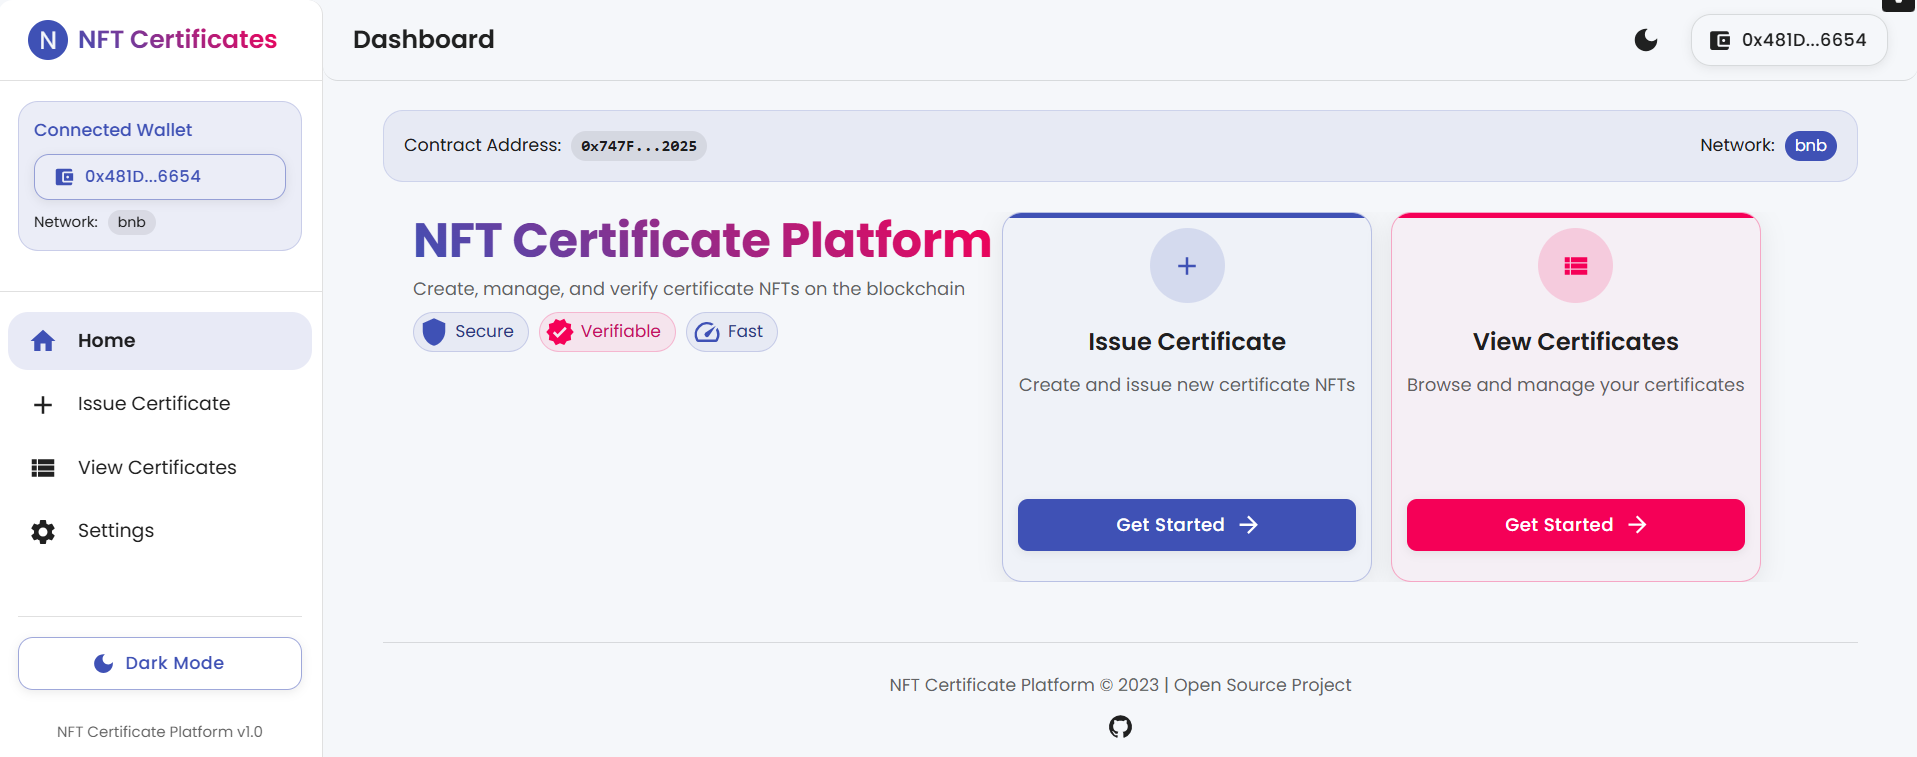 N NFT Certificates
Connected Wallet
0x481D...6654
Network: bnb
Home
Issue Certificate
View Certificates
Settings
Dark Mode
NFT Certificate Platform v1.0
Dashboard
0x481D...6654
Contract Address: 0x747F...2025
Network: bnb
NFT Certificate Platform
Create, manage, and verify certificate NFTs on the blockchain
Secure
Verifiable
Fast
Issue Certificate
Create and issue new certificate NFTs
Get Started
View Certificates
Browse and manage your certificates
Get Started
NFT Certificate Platform © 2023 | Open Source Project